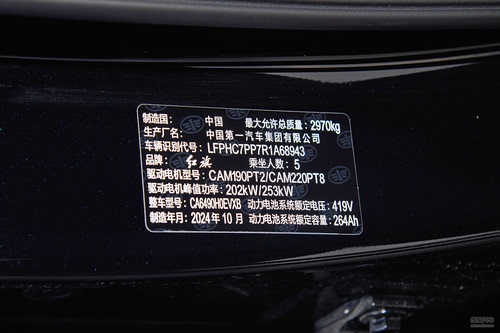 制造国：中国 最大允许总质量：2970kg
生产厂名：中国第一汽车集团有限公司
车辆识别代号：LFPHC7PP7R1A68943
品牌：红旗 乘坐人数：5
驱动电机型号：CAM190PT2/CAM220PT8
驱动电机峰值功率：202kW/253kW
整车型号：CA6490H0EVXB 动力电池系统额定电压：419V
制造年月：2024年10月 动力电池系统额定容量：264Ah